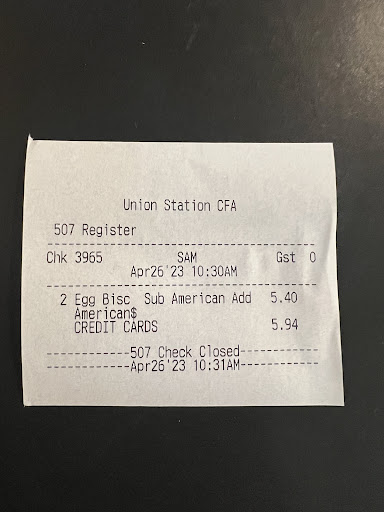 Union Station CFA
507 Register
Chk 3965 SAM Gst 0
Apr26'23 10:30AM
2 Egg Bisc Sub American Add 5.40
American$
CREDIT CARDS 5.94
----------507 Check Closed----------
----------Apr26'23 10:31AM----------